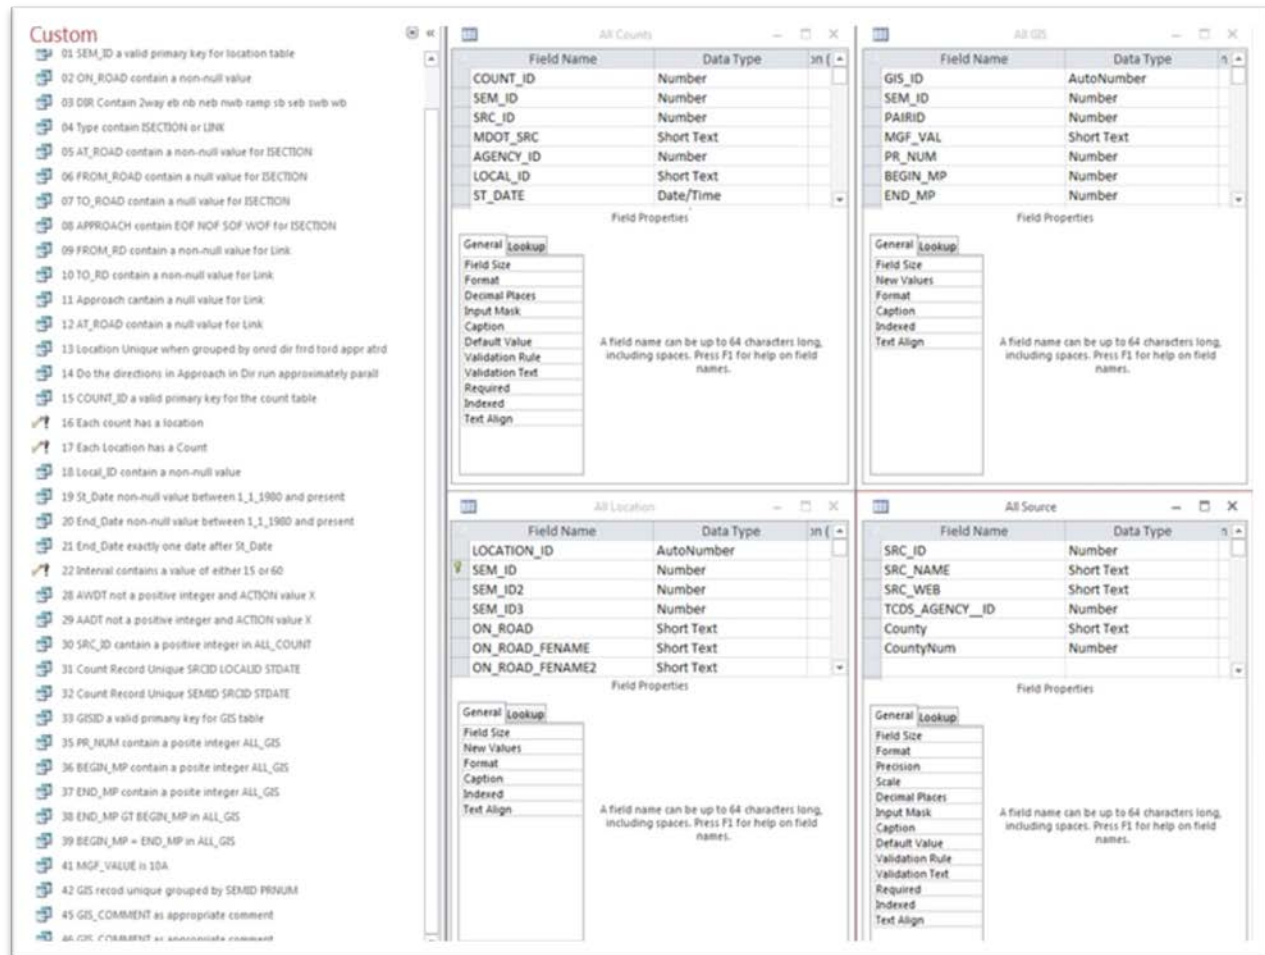 Custom
01 SEM_ID a valid primary key for location table
02 ON_ROAD contain a non-null value
03 DIR Contain 2way eb nb neb nwb ramp sb seb swb wb
04 Type contain ISECTION or LINK
05 AT_ROAD contain a non-null value for ISECTION
06 FROM_ROAD contain a null value for ISECTION
07 TO_ROAD contain a null value for ISECTION
08 APPROACH contain EOF NOF SOF WOF for ISECTION
09 FROM_RD contain a non-null value for Link
10 TO_RD contain a non-null value for Link
11 Approach cantain a null value for Link
12 AT_ROAD contain a null value for Link
13 Location Unique when grouped by onrd dir frrd tord appr atrd
14 Do the directions in Approach in Dir run approximately parall
15 COUNT_ID a valid primary key for the count table
16 Each count has a location
17 Each Location has a Count
18 Local_ID contain a non-null value
19 St_Date non-null value between 1_1_1980 and present
20 End_Date non-null value between 1_1_1980 and present
21 End_Date exactly one date after St_Date
22 Interval contains a value of either 15 or 60
28 AWDT not a positive integer and ACTION value X
29 AADT not a positive integer and ACTION value X
30 SRC_ID cantain a positive integer in ALL_COUNT
31 Count Record Unique SRCID LOCALID STDATE
32 Count Record Unique SEMID SRCID STDATE
33 GISID a valid primany key for GIS table
35 PR_NUM contain a posite integer ALL_GIS
36 BEGIN_MP contain a posite integer ALL_GIS
37 END_MP contain a posite integer ALL_GIS
38 END_MP GT BEGIN_MP in ALL_GIS
39 BEGIN_MP = END_MP in ALL_GIS
41 MGF_VALUE is 10A
42 GIS recod unique grouped by SEMID PRNUM
45 GIS_COMMENT as appropriate comment
46 GIS_COMMENT as appropriate comment
All Counts
Field Name Data Type on (
COUNT_ID Number
SEM_ID Number
SRC_ID Number
MDOT_SRC Short Text
AGENCY_ID Number
LOCAL_ID Short Text
ST_DATE Date/Time
Field Properties
General Lookup
Field Size
Format
Decimal Places
Input Mask
Caption
Default Value
Validation Rule
Validation Text
Required
Indexed
Text Align
A field name can be up to 64 characters long,
including spaces. Press F1 for help on field
names.
All GIS
Field Name Data Type
GIS_ID AutoNumber
SEM_ID Number
PAIRID Number
MGF_VAL Short Text
PR_NUM Number
BEGIN_MP Number
END_MP Number
Field Properties
General Lookup
Field Size
New Values
Format
Caption
Indexed
Text Align
A field name can be up to 64 characters long,
including spaces. Press F1 for help on field
names.
All Location
Field Name Data Type on (
LOCATION_ID AutoNumber
SEM_ID Number
SEM_ID2 Number
SEM_ID3 Number
ON_ROAD Short Text
ON_ROAD_FENAME Short Text
ON_ROAD_FENAME2 Short Text
Field Properties
General Lookup
Field Size
New Values
Format
Caption
Indexed
Text Align
A field name can be up to 64 characters long,
including spaces. Press F1 for help on field
names.
All Source
Field Name Data Type
SRC_ID Number
SRC_NAME Short Text
SRC_WEB Short Text
TCDS_AGENCY__ID Number
County Short Text
CountyNum Number
Field Properties
General Lookup
Field Size
Format
Precision
Scale
Decimal Places
Input Mask
Caption
Default Value
Validation Rule
Validation Text
Required
Indexed
Text Align
A field name can be up to 64 characters long,
including spaces. Press F1 for help on field
names.